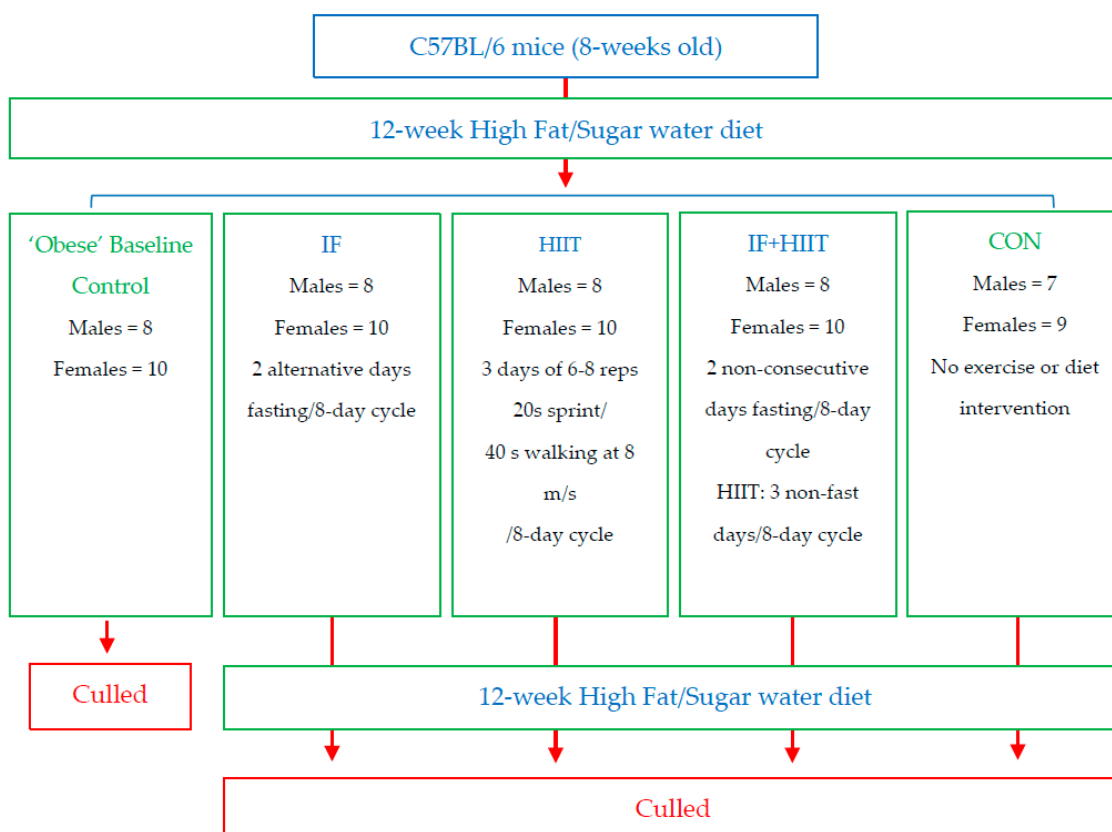 C57BL/6 mice (8-weeks old)
12-week High Fat/Sugar water diet
‘Obese’ Baseline
Control
Males = 8
Females = 10
IF
Males = 8
Females = 10
2 alternative days
fasting/8-day cycle
HIIT
Males = 8
Females = 10
3 days of 6-8 reps
20s sprint/
40 s walking at 8
m/s
/8-day cycle
IF+HIIT
Males = 8
Females = 10
2 non-consecutive
days fasting/8-day
cycle
HIIT: 3 non-fast
days/8-day cycle
CON
Males = 7
Females = 9
No exercise or diet
intervention
Culled
12-week High Fat/Sugar water diet
Culled